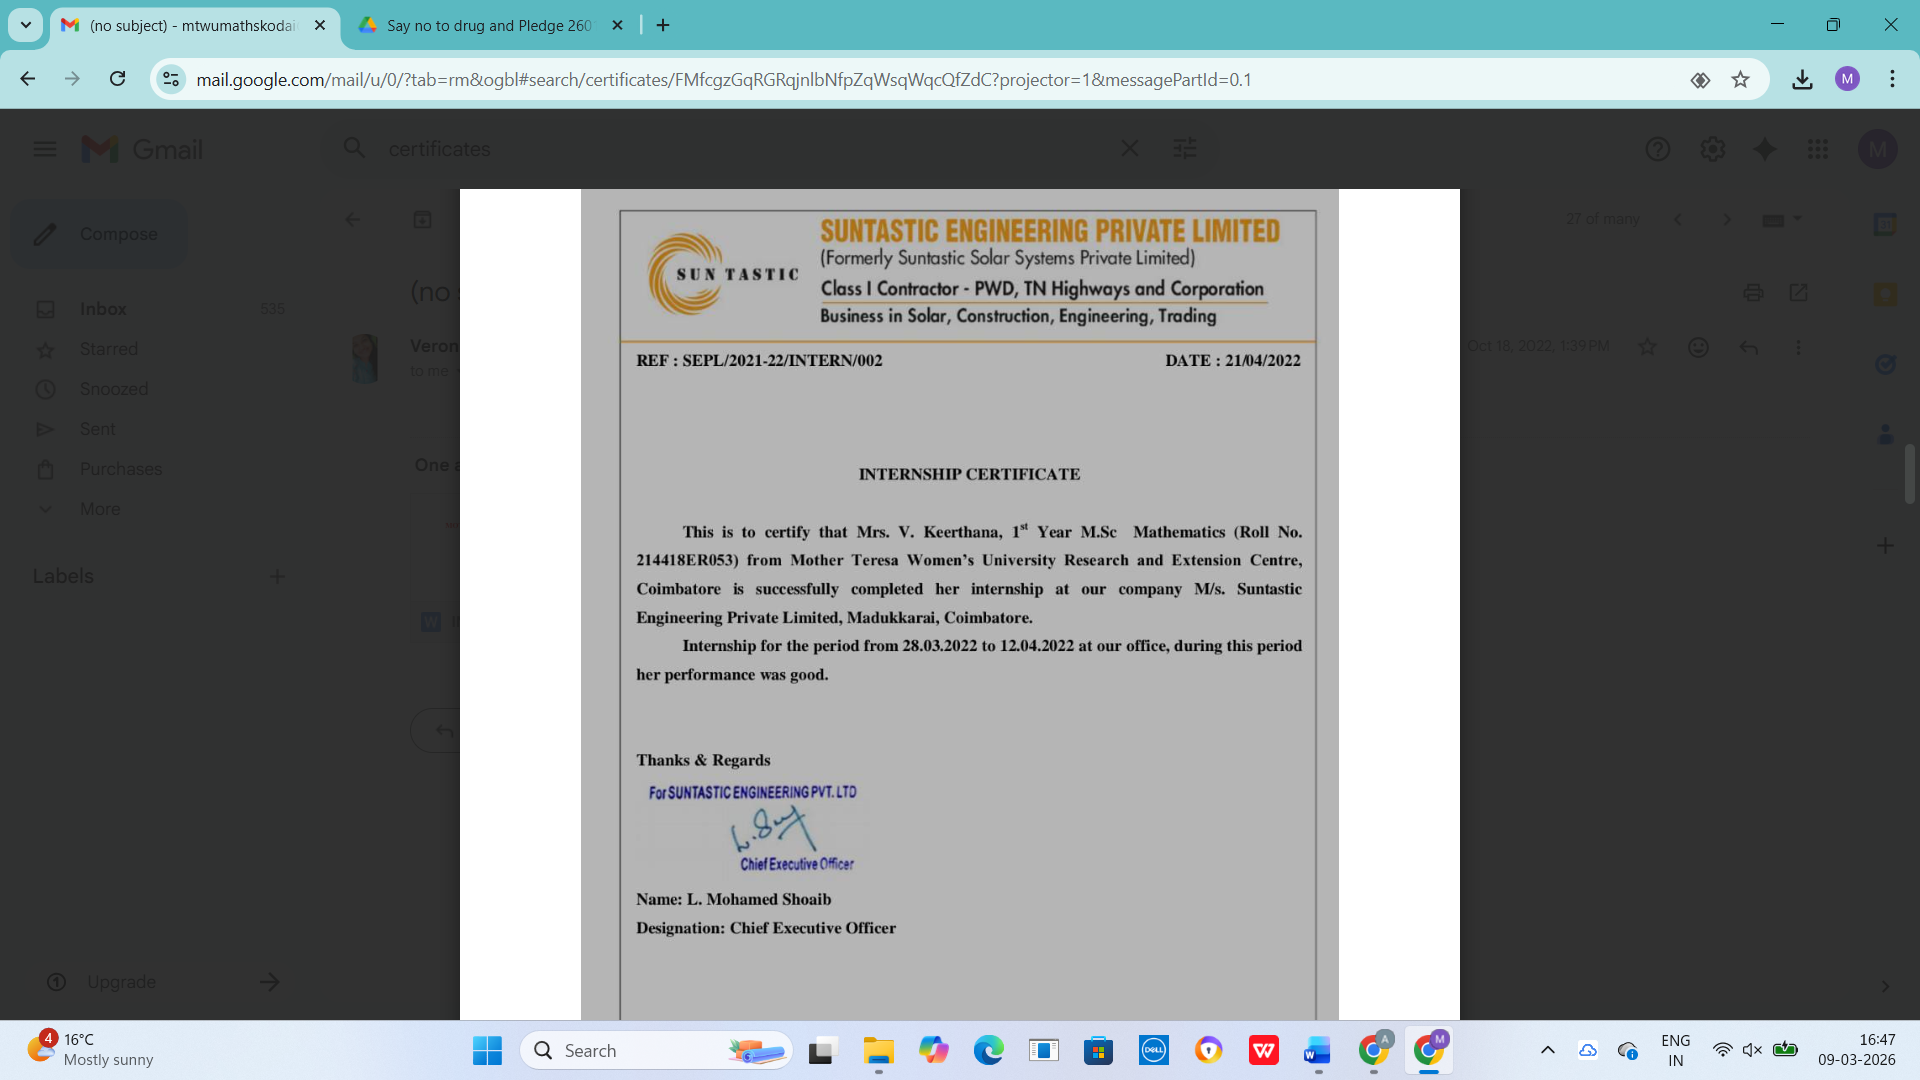 (no subject) - mtwumathskodai
Say no to drug and Pledge 260
mail.google.com/mail/u/0/?tab=rm&ogbl#search/certificates/FMfcgzGqRGRqjnlbNfpZqWsqWqcQfZdC?projector=1&messagePartId=0.1
M
Gmail
certificates
M
Compose
27 of many
Inbox 535
Starred
Snoozed
Sent
Purchases
More
Labels
Upgrade
(no s
Veron
to me
Oct 18, 2022, 1:39 PM
One a
W
SUN TASTIC
SUNTASTIC ENGINEERING PRIVATE LIMITED
(Formerly Suntastic Solar Systems Private Limited)
Class I Contractor - PWD, TN Highways and Corporation
Business in Solar, Construction, Engineering, Trading
REF : SEPL/2021-22/INTERN/002 DATE : 21/04/2022
INTERNSHIP CERTIFICATE
This is to certify that Mrs. V. Keerthana, 1st Year M.Sc Mathematics (Roll No.
214418ER053) from Mother Teresa Women's University Research and Extension Centre,
Coimbatore is successfully completed her internship at our company M/s. Suntastic
Engineering Private Limited, Madukkarai, Coimbatore.
Internship for the period from 28.03.2022 to 12.04.2022 at our office, during this period
her performance was good.
Thanks & Regards
For SUNTASTIC ENGINEERING PVT. LTD
Chief Executive Officer
Name: L. Mohamed Shoaib
Designation: Chief Executive Officer
4
16°C
Mostly sunny
Search
DELL
W
W
A
M
ENG
IN
16:47
09-03-2026